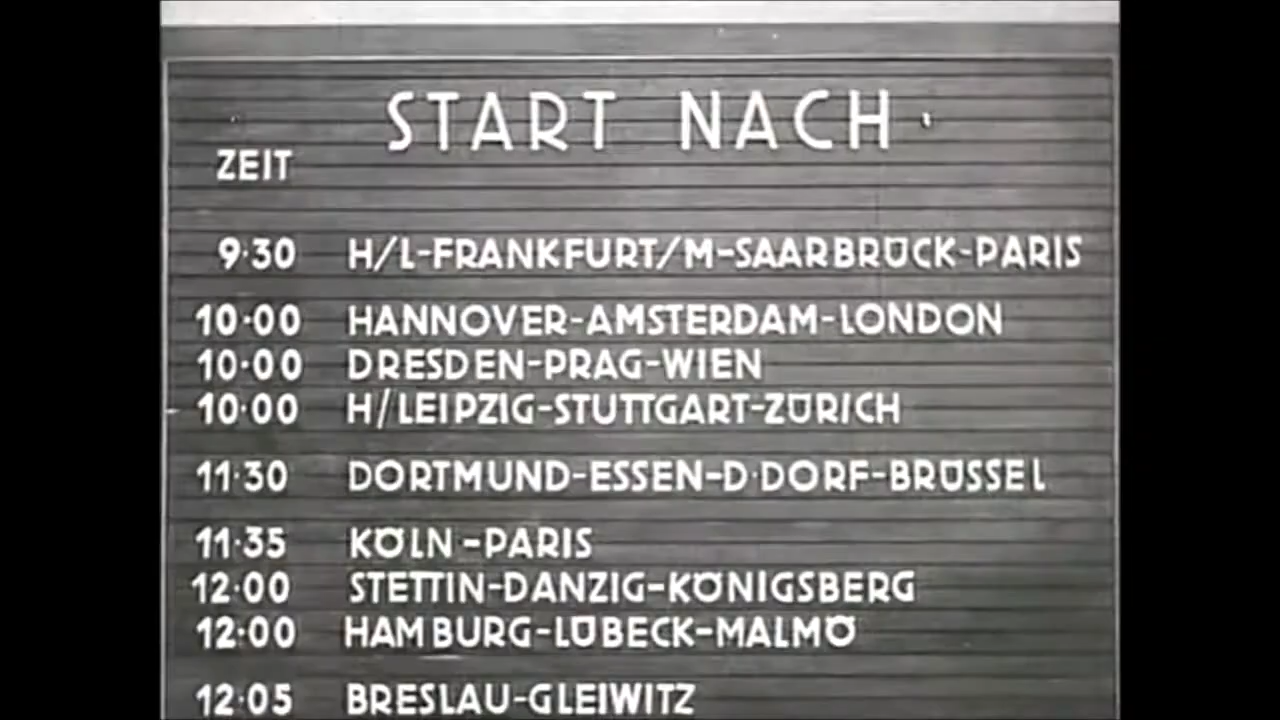 START NACH
ZEIT
9·30 H/L-FRANKFURT/M-SAARBRÜCK-PARIS
10·00 HANNOVER-AMSTERDAM-LONDON
10·00 DRESDEN-PRAG-WIEN
10·00 H/LEIPZIG-STUTTGART-ZÜRICH
11·30 DORTMUND-ESSEN-D·DORF-BRÜSSEL
11·35 KÖLN-PARIS
12·00 STETTIN-DANZIG-KÖNIGSBERG
12·00 HAMBURG-LÜBECK-MALMÖ
12·05 BRESLAU-GLEIWITZ